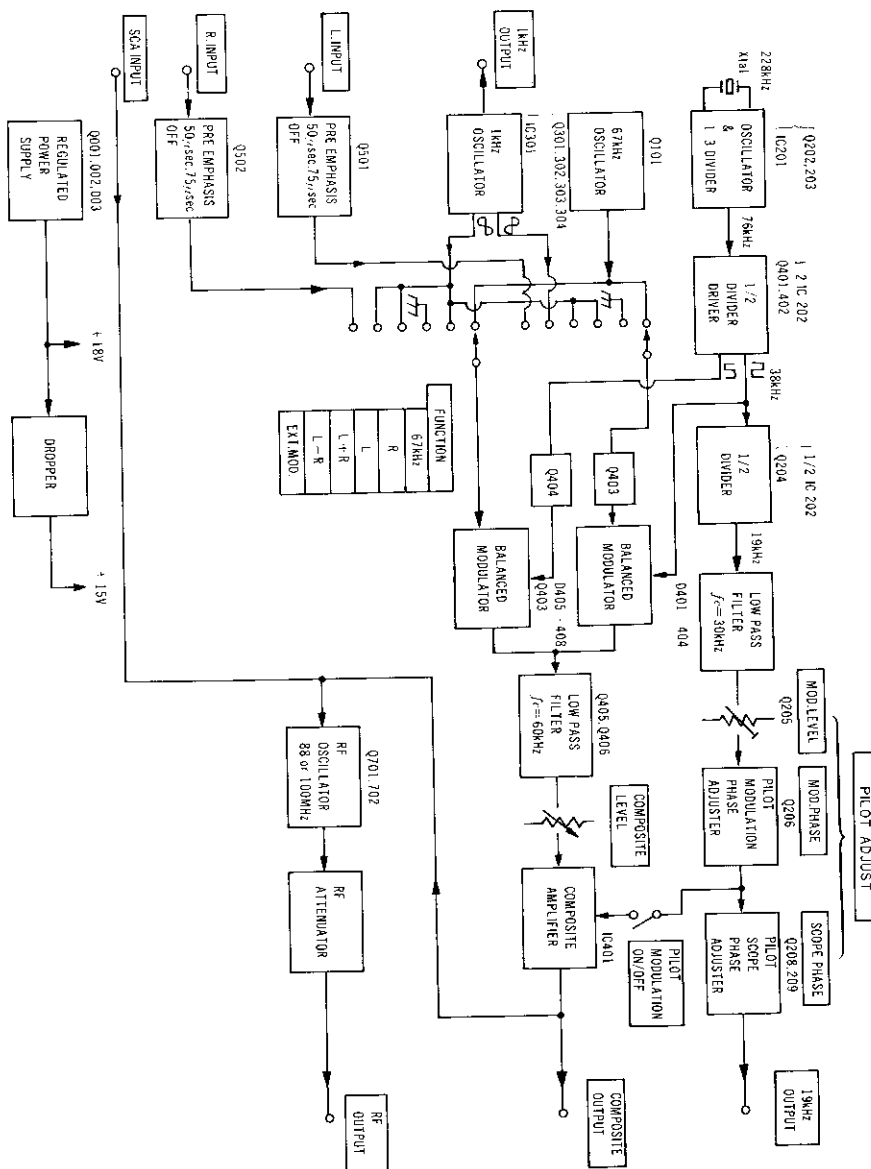 PILOT ADJUST
Q202,203
IC201
228kHz
Xtal
OSCILLATOR
&
1 3 DIVIDER
76kHz
2 IC 202
Q401.402
1/2
DIVIDER
DRIVER
38kHz
1/2 IC 202
Q204
1/2
DIVIDER
19kHz
LOW PASS
FILTER
fc=30kHz
MOD.LEVEL
Q205
MOD.PHASE
Q206
PILOT
MODULATION
PHASE
ADJUSTER
SCOPE PHASE
Q208.209
PILOT
SCOPE
PHASE
ADJUSTER
19kHz
OUTPUT
Q101
67kHz
OSCILLATOR
Q403
D401 404
BALANCED
MODULATOR
PILOT
MODULATION
ON/OFF
Q301.302.303.304
IC301
1kHz
OSCILLATOR
1kHz
OUTPUT
Q404
D405 · 408
Q403
BALANCED
MODULATOR
Q405.Q406
LOW PASS
FILTER
fc=60kHz
COMPOSITE
LEVEL
IC401
COMPOSITE
AMPLIFIER
COMPOSITE
OUTPUT
L.INPUT
Q501
PRE EMPHASIS
50μsec.75μsec
OFF
FUNCTION
67kHz
R
L
L+R
L−R
EXT.MOD.
R.INPUT
Q502
PRE EMPHASIS
50μsec.75μsec
OFF
Q701.702
RF
OSCILLATOR
88 or 100MHz
RF
ATTENUATOR
RF
OUTPUT
SCA INPUT
Q001.002.003
REGULATED
POWER
SUPPLY
+18V
DROPPER
+15V